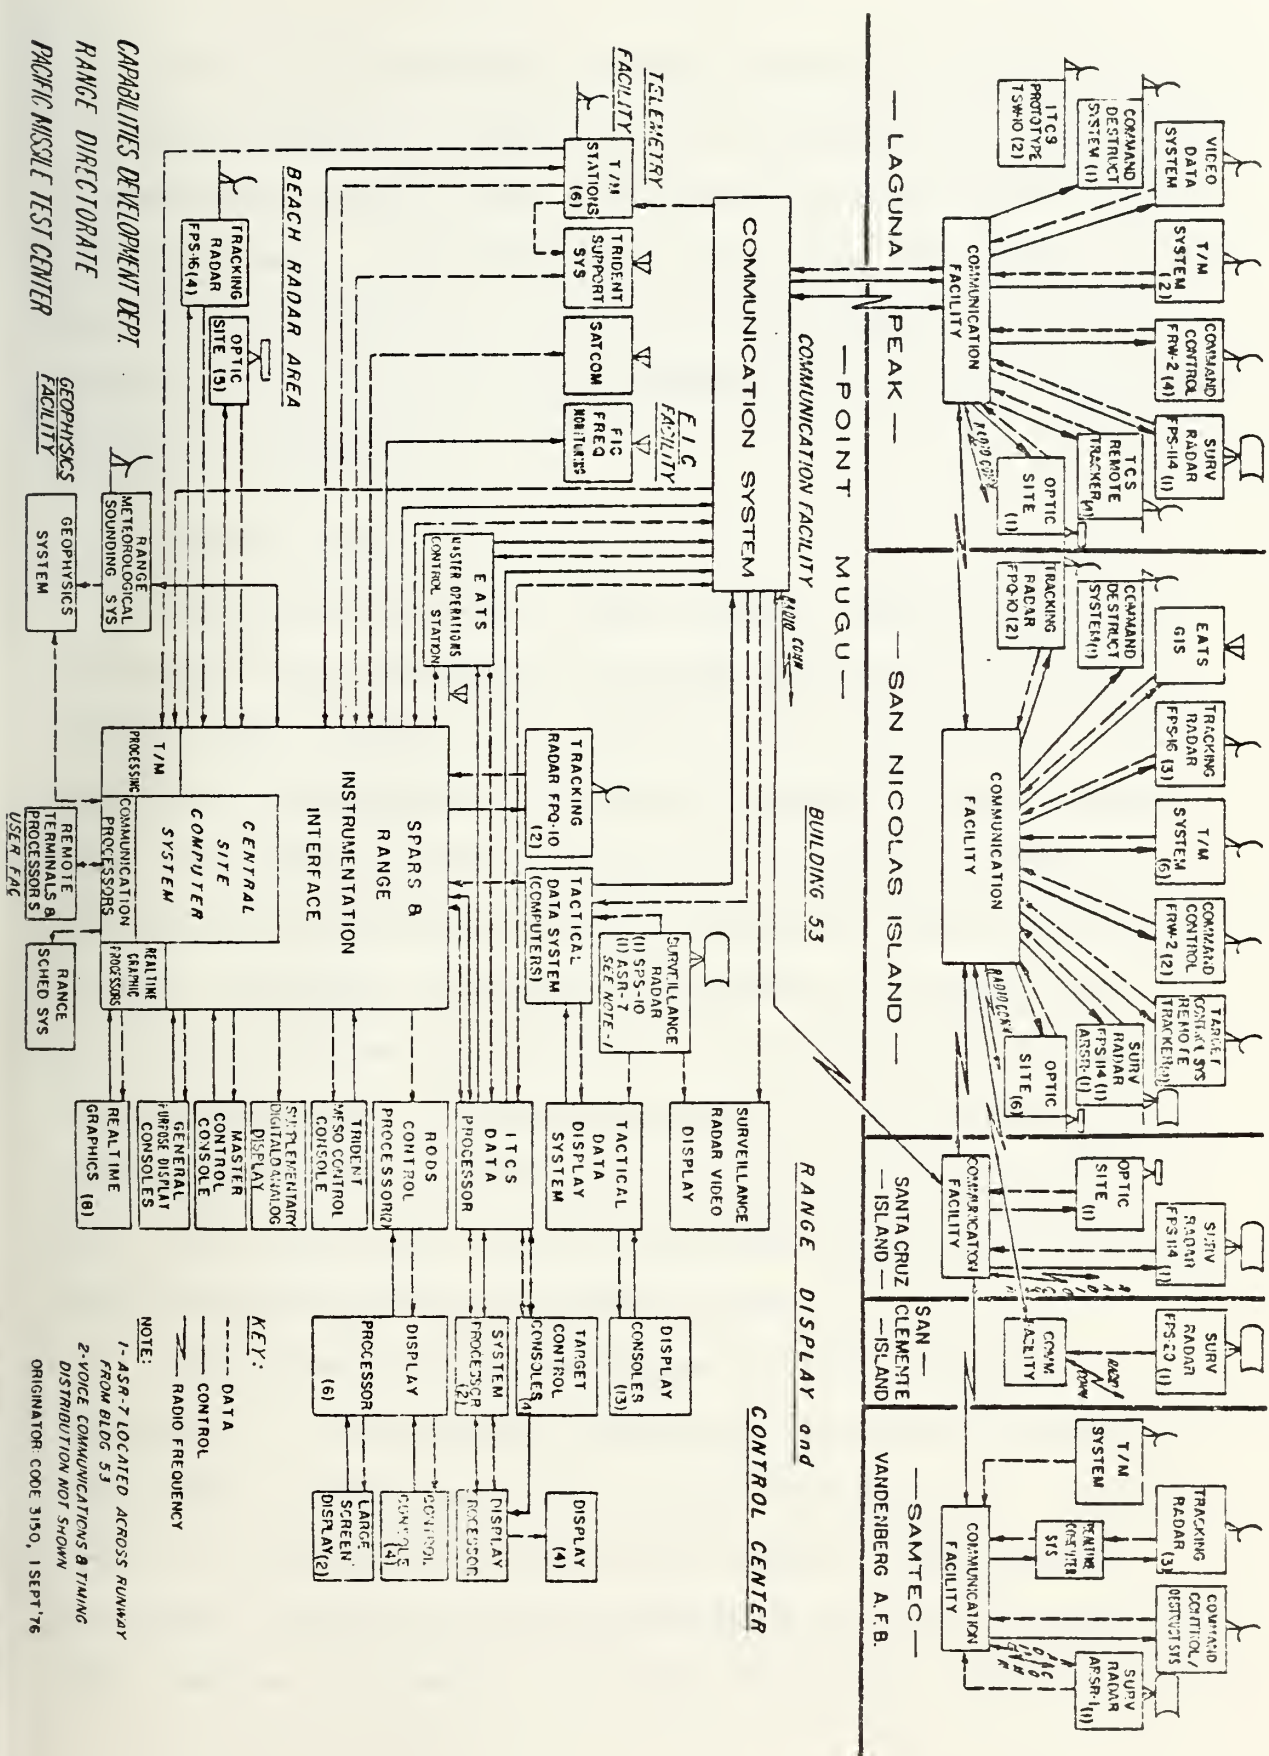 — LAGUNA PEAK —
VIDEO
DATA
SYSTEM
T/M
SYSTEM
(2)
COMMAND
CONTROL
FRW-2 (4)
SURV
RADAR
FPS-114 (1)
COMMAND
DESTRUCT
SYSTEM (1)
ITCS
PROTOTYPE
TSW-10 (2)
TCS
REMOTE
TRACKER
OPTIC
SITE
(1)
COMMUNICATION
FACILITY
RADIO COM
— SAN NICOLAS ISLAND —
EATS
GIS
TRACKING
RADAR
FPS-16 (3)
T/M
SYSTEM
(6)
COMMAND
CONTROL
FRW-2 (2)
TARGET
CONTROL SYS
REMOTE
TRACKER
COMMAND
DESTRUCT
SYSTEM (1)
TRACKING
RADAR
FPQ-10 (2)
SURV
RADAR
FPS 114 (1)
OPTIC
SITE
(6)
COMMUNICATION
FACILITY
RADIO COM
SANTA CRUZ
— ISLAND —
OPTIC
SITE
(1)
SURV
RADAR
FPS 114 (1)
COMMUNICATION
FACILITY
SAN
CLEMENTE
— ISLAND
SURV
RADAR
FPS-20 (1)
COMM
FACILITY
RADIO
COMM
— SAMTEC —
VANDENBERG A.F.B.
T/M
SYSTEM
TRACKING
RADAR
(3)
REALTIME
COMPUTER
SYS
COMMAND
CONTROL/
DESTRUCT SYS
SURV
RADAR
ARSR-1
(1)
COMMUNICATION
FACILITY
— POINT MUGU —
COMMUNICATION FACILITY
COMMUNICATION SYSTEM
RADIO COMM
TELEMETRY
FACILITY
T/M
STATIONS
(6)
TRIDENT
SUPPORT
SYS
SATCOM
FIC
FREQ
MONITORING
FACILITY
EATS
MASTER OPERATIONS
CONTROL STATION
BEACH RADAR AREA
TRACKING
RADAR
FPS-16 (4)
OPTIC
SITE (5)
GEOPHYSICS
FACILITY
RANGE
METEOROLOGICAL
SOUNDING SYS
GEOPHYSICS
SYSTEM
BUILDING 53
TRACKING
RADAR FPQ-10
(2)
TACTICAL
DATA SYSTEM
(COMPUTERS)
SURVEILLANCE
RADAR
(1) SPS-10
(1) ASR-7
SEE NOTE-1
SPARS &
RANGE
INSTRUMENTATION
INTERFACE
CENTRAL
SITE
COMPUTER
SYSTEM
T/M
PROCESSING
COMMUNICATION
PROCESSORS
REALTIME
GRAPHIC
PROCESSORS
REMOTE
TERMINALS &
PROCESSORS
USER FAC
RANGE
SCHED SYS
RANGE DISPLAY and
CONTROL CENTER
SURVEILLANCE
RADAR VIDEO
DISPLAY
TACTICAL
DATA
DISPLAY
SYSTEM
ITCS
DATA
PROCESSOR
RODS
CONTROL
PROCESSOR(2)
TRIDENT
MESO CONTROL
CONSOLE
SUPPLEMENTARY
DIGITAL & ANALOG
DISPLAY
MASTER
CONTROL
CONSOLE
GENERAL
PURPOSE DISPLAY
CONSOLES
REALTIME
GRAPHICS (8)
DISPLAY
CONSOLES
(13)
TARGET
CONTROL
CONSOLES
(4
SYSTEM
PROCESSOR
(2)
DISPLAY
PROCESSOR
(6)
DISPLAY
(4)
DISPLAY
PROCESSOR
CONTROL
CONSOLE
(4)
LARGE
SCREEN
DISPLAY(2)
KEY:
---- DATA
—— CONTROL
RADIO FREQUENCY
NOTE:
1- ASR-7 LOCATED ACROSS RUNWAY
FROM BLDG 53
2-VOICE COMMUNICATIONS & TIMING
DISTRIBUTION NOT SHOWN
ORIGINATOR: CODE 3150, 1 SEPT '76
CAPABILITIES DEVELOPMENT DEPT.
RANGE DIRECTORATE
PACIFIC MISSILE TEST CENTER